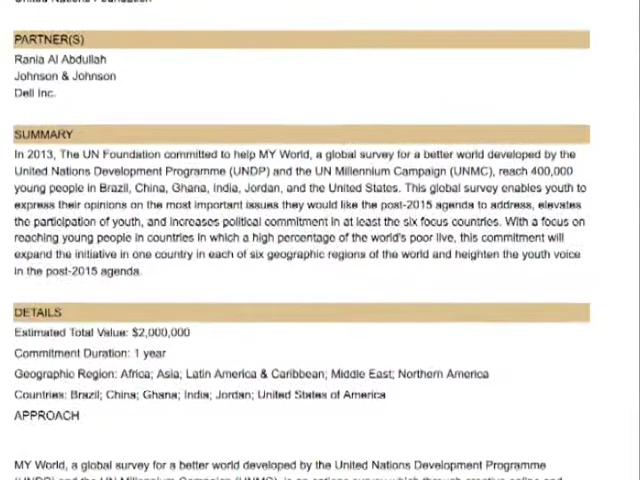 PARTNER(S)
Rania Al Abdullah
Johnson & Johnson
Dell Inc.
SUMMARY
In 2013, The UN Foundation committed to help MY World, a global survey for a better world developed by the
United Nations Development Programme (UNDP) and the UN Millennium Campaign (UNMC), reach 400,000
young people in Brazil, China, Ghana, India, Jordan, and the United States. This global survey enables youth to
express their opinions on the most important issues they would like the post-2015 agenda to address, elevates
the participation of youth, and increases political commitment in at least the six focus countries. With a focus on
reaching young people in countries in which a high percentage of the world's poor live, this commitment will
expand the initiative in one country in each of six geographic regions of the world and heighten the youth voice
in the post-2015 agenda.
DETAILS
Estimated Total Value: $2,000,000
Commitment Duration: 1 year
Geographic Region: Africa; Asia; Latin America & Caribbean; Middle East; Northern America
Countries: Brazil; China; Ghana; India; Jordan; United States of America
APPROACH
MY World, a global survey for a better world developed by the United Nations Development Programme